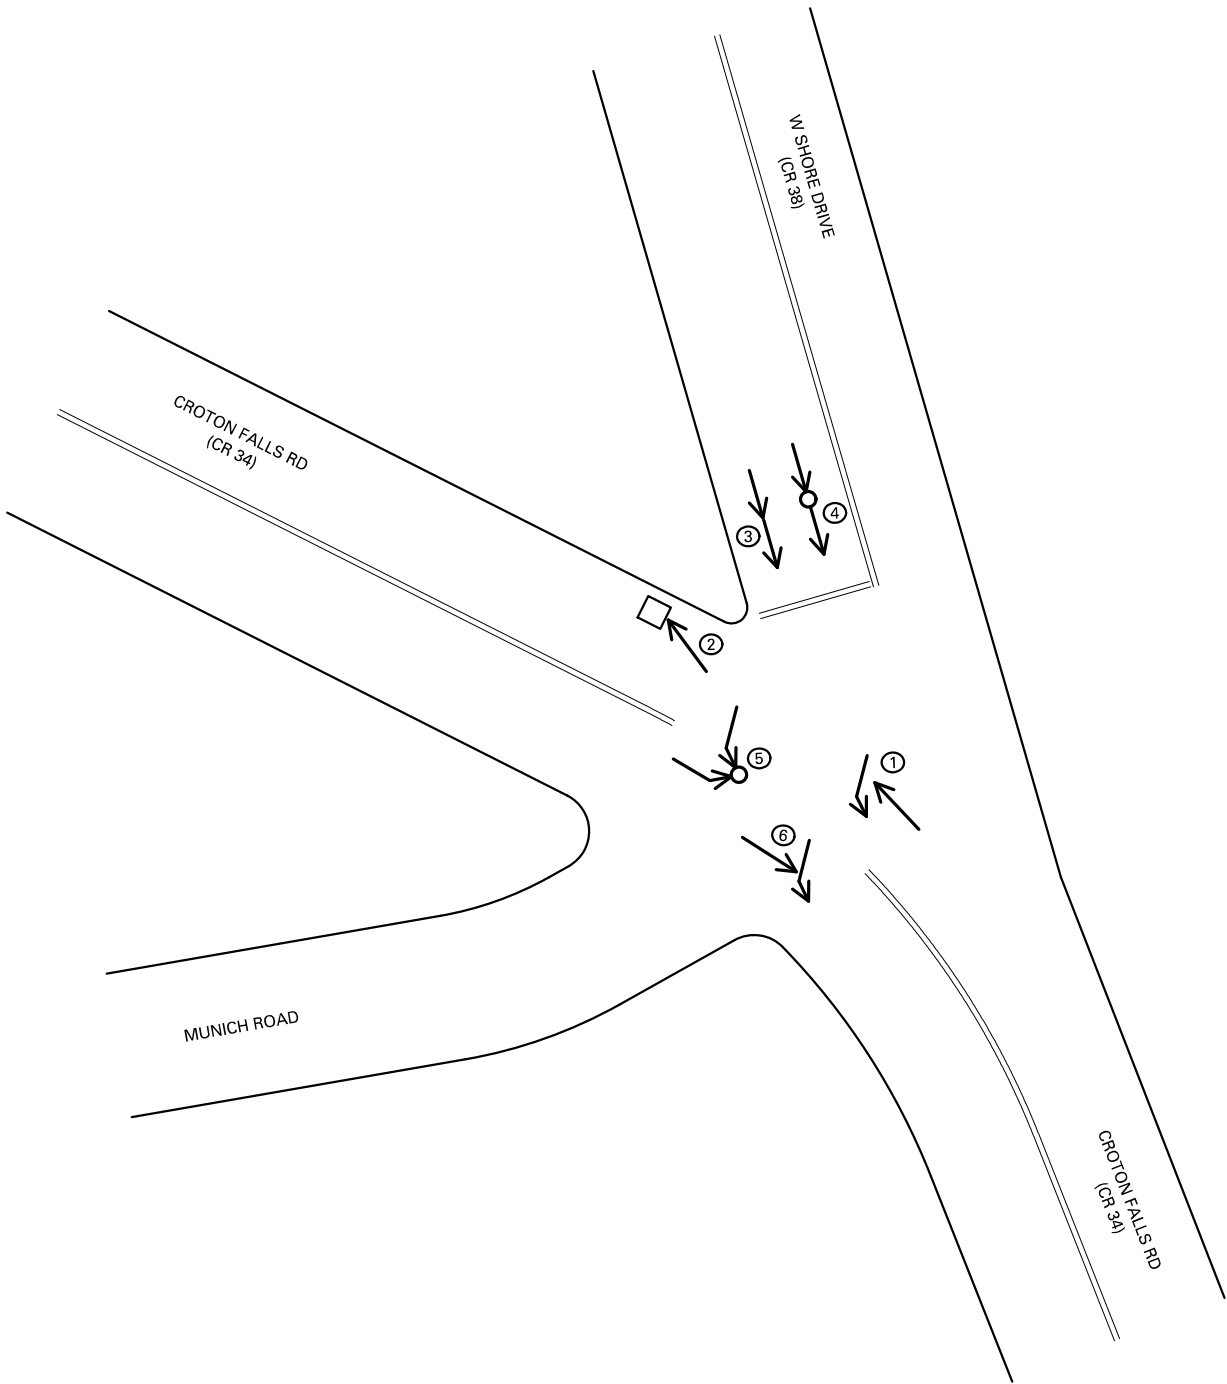 W SHORE DRIVE
(CR 38)
CROTON FALLS RD
(CR 34)
4
3
2
5
1
6
MUNICH ROAD
CROTON FALLS RD
(CR 34)